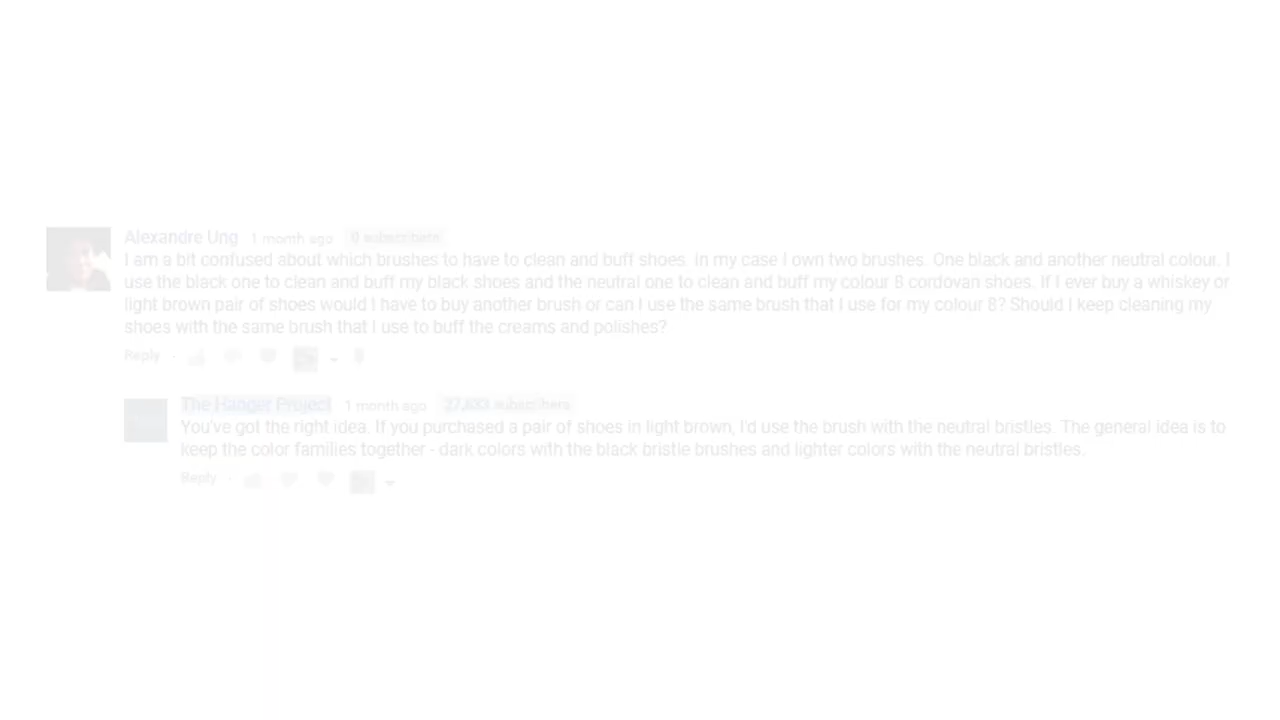 Alexandre Ung 1 month ago 0 subscribers
I am a bit confused about which brushes to have to clean and buff shoes. In my case I own two brushes. One black and another neutral colour. I
use the black one to clean and buff my black shoes and the neutral one to clean and buff my colour 8 cordovan shoes. If I ever buy a whiskey or
light brown pair of shoes would I have to buy another brush or can I use the same brush that I use for my colour 8? Should I keep cleaning my
shoes with the same brush that I use to buff the creams and polishes?
Reply
The Hanger Project 1 month ago 27,633 subscribers
You've got the right idea. If you purchased a pair of shoes in light brown, I'd use the brush with the neutral bristles. The general idea is to
keep the color families together - dark colors with the black bristle brushes and lighter colors with the neutral bristles.
Reply